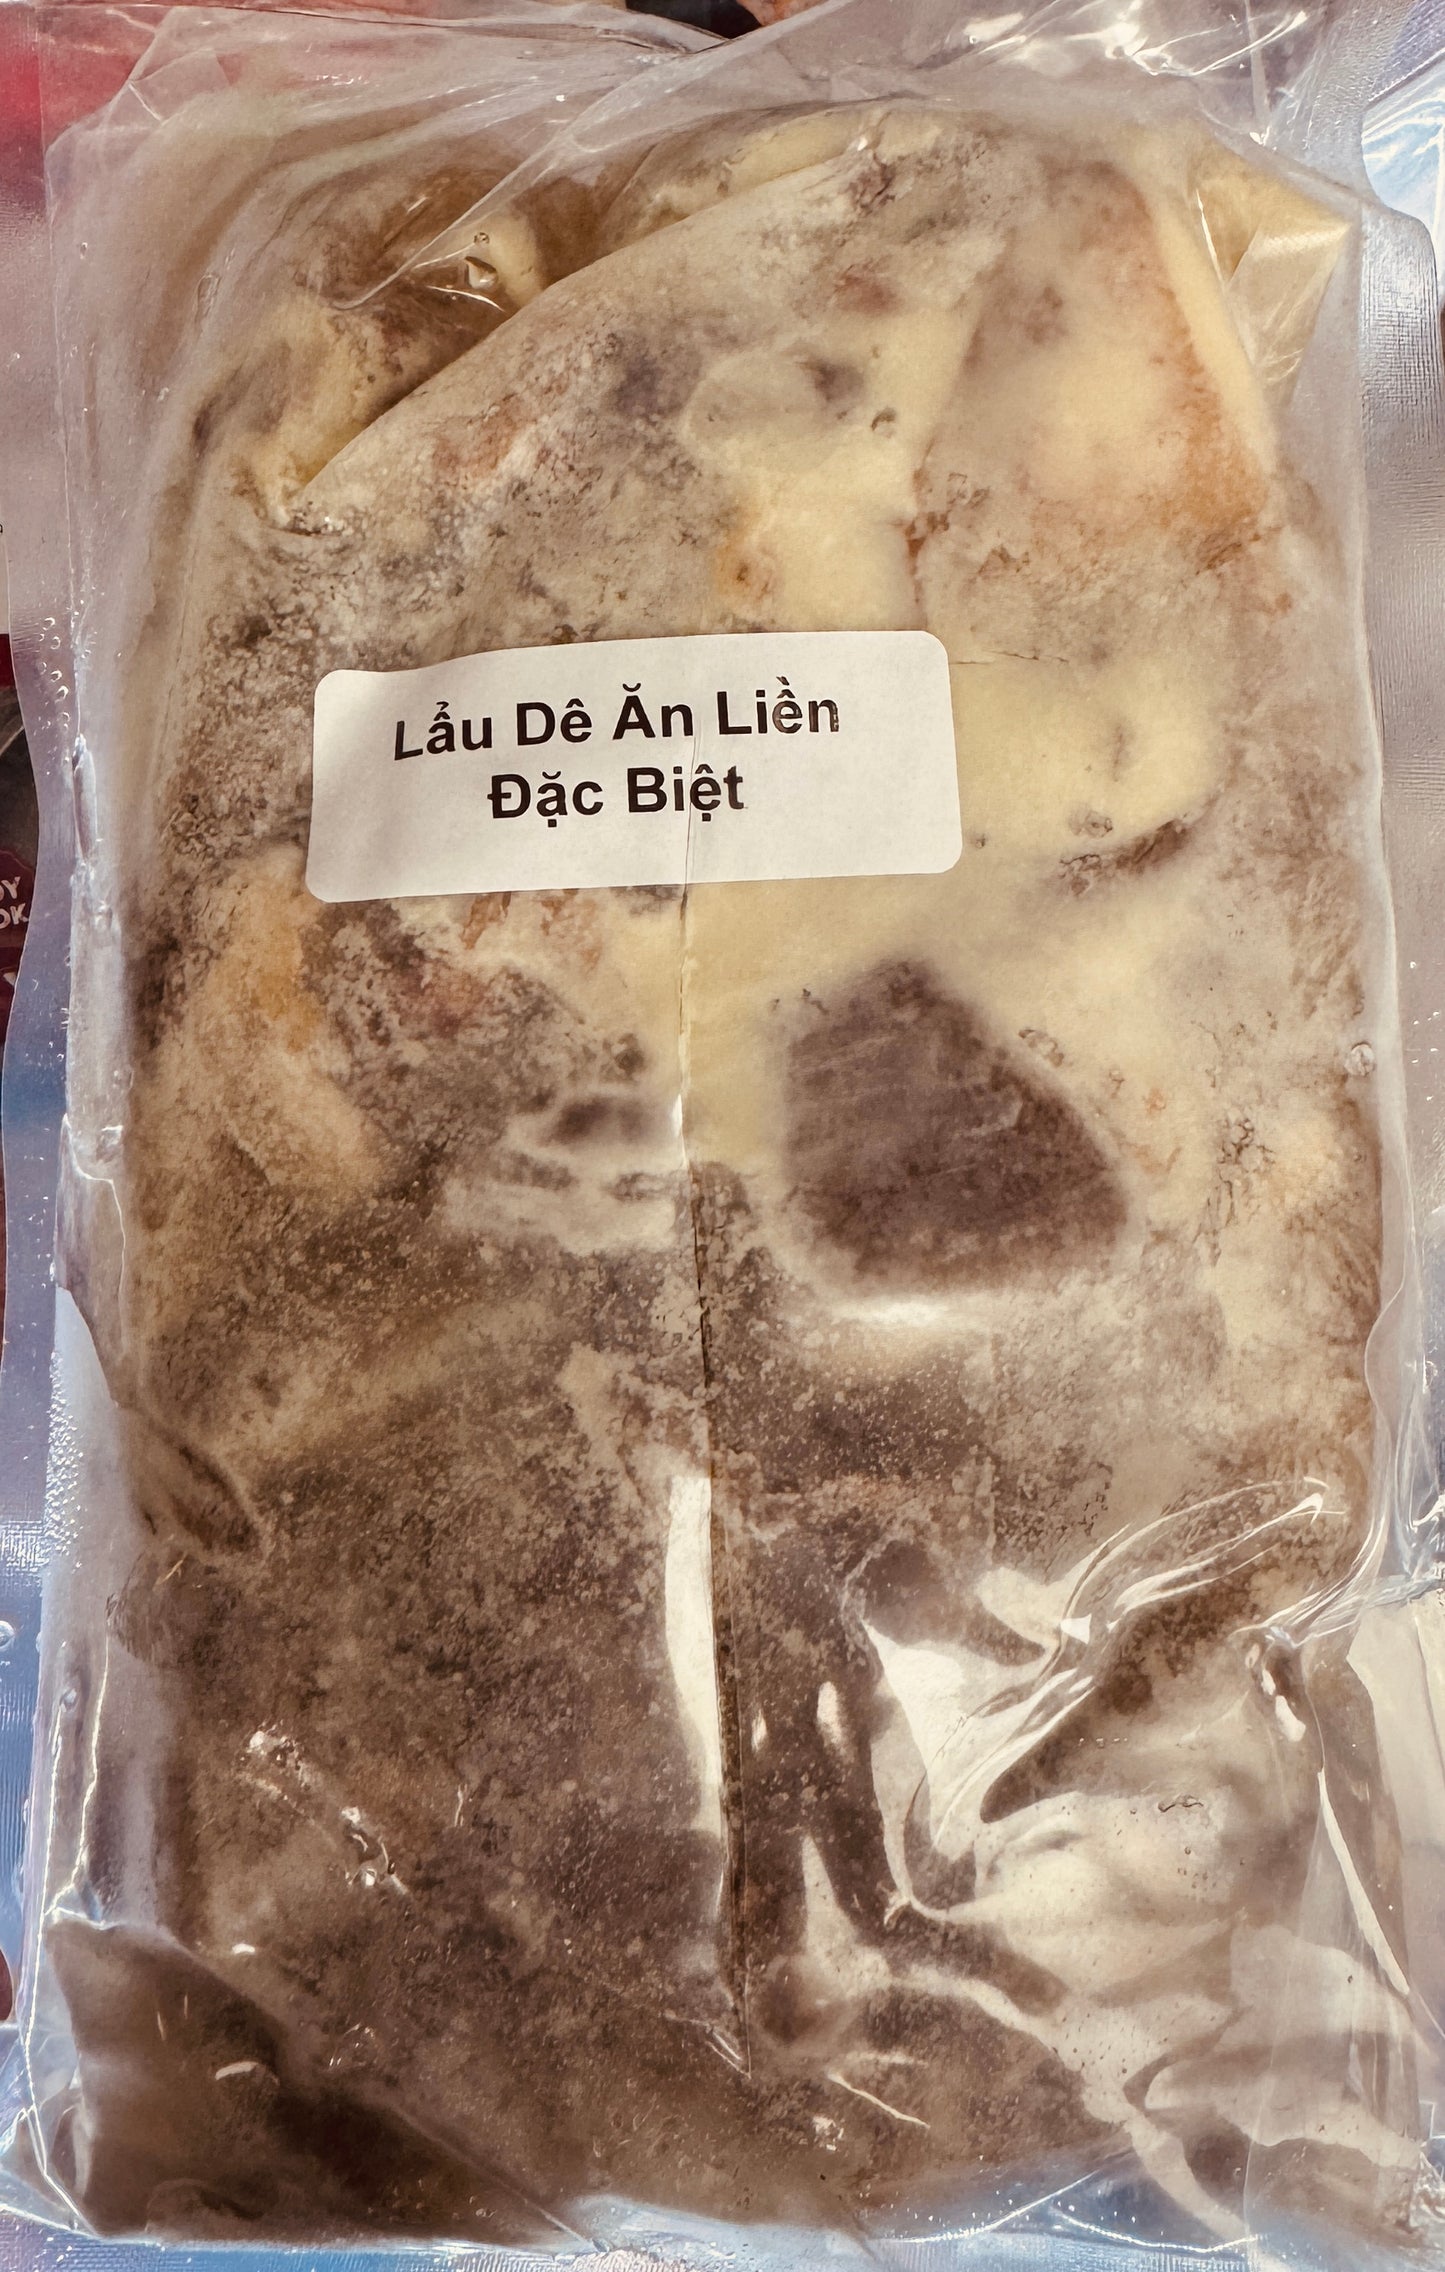 Lẩu Dê Ăn Liền
Đặc Biệt